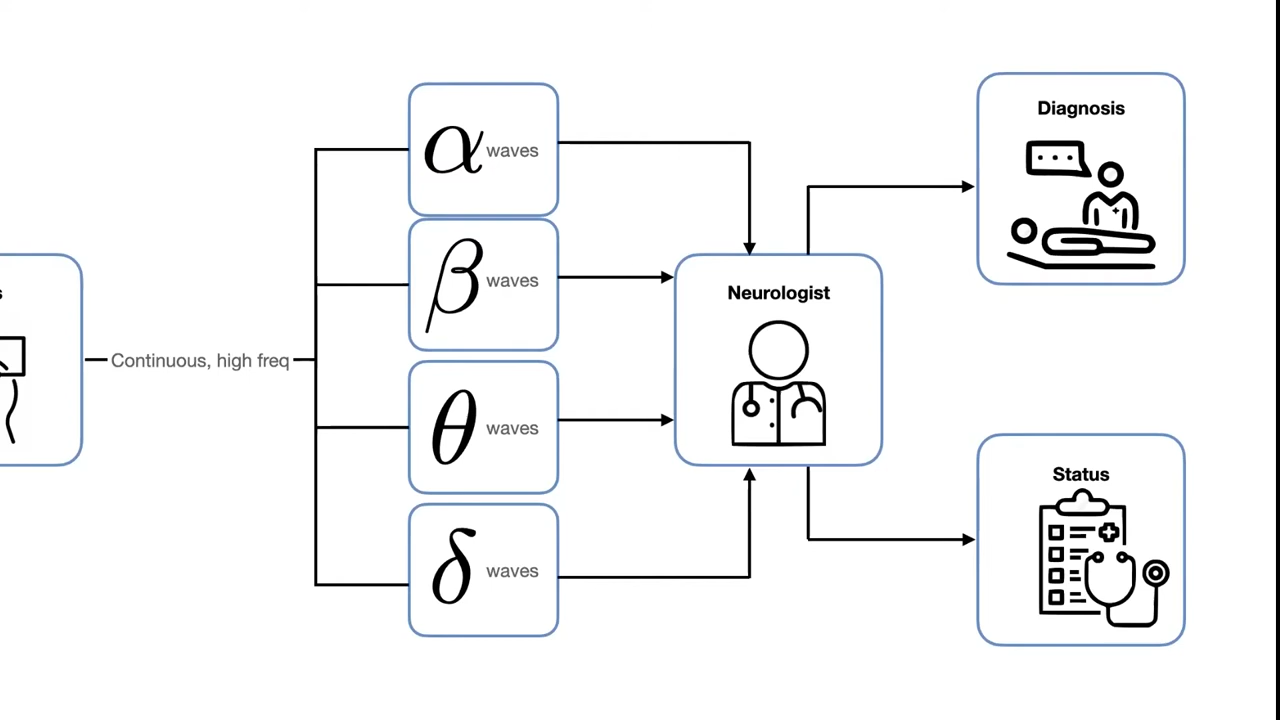 s
Continuous, high freq
α waves
β waves
θ waves
δ waves
Neurologist
Diagnosis
Status